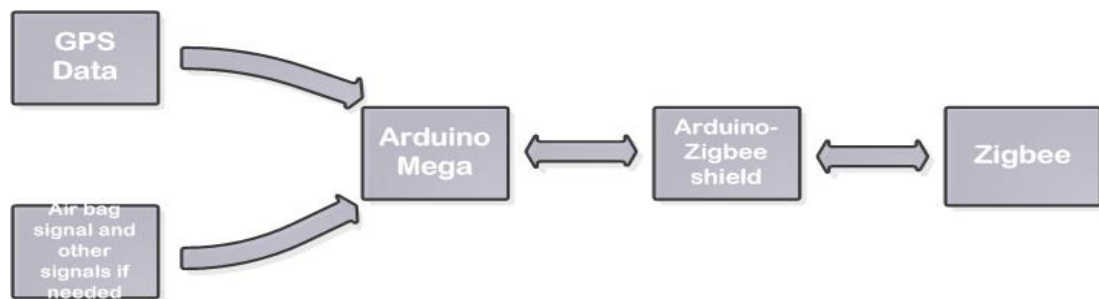 GPS
Data
Arduino
Mega
Arduino-
Zigbee
shield
Zigbee
Air bag
signal and
other
signals if
needed